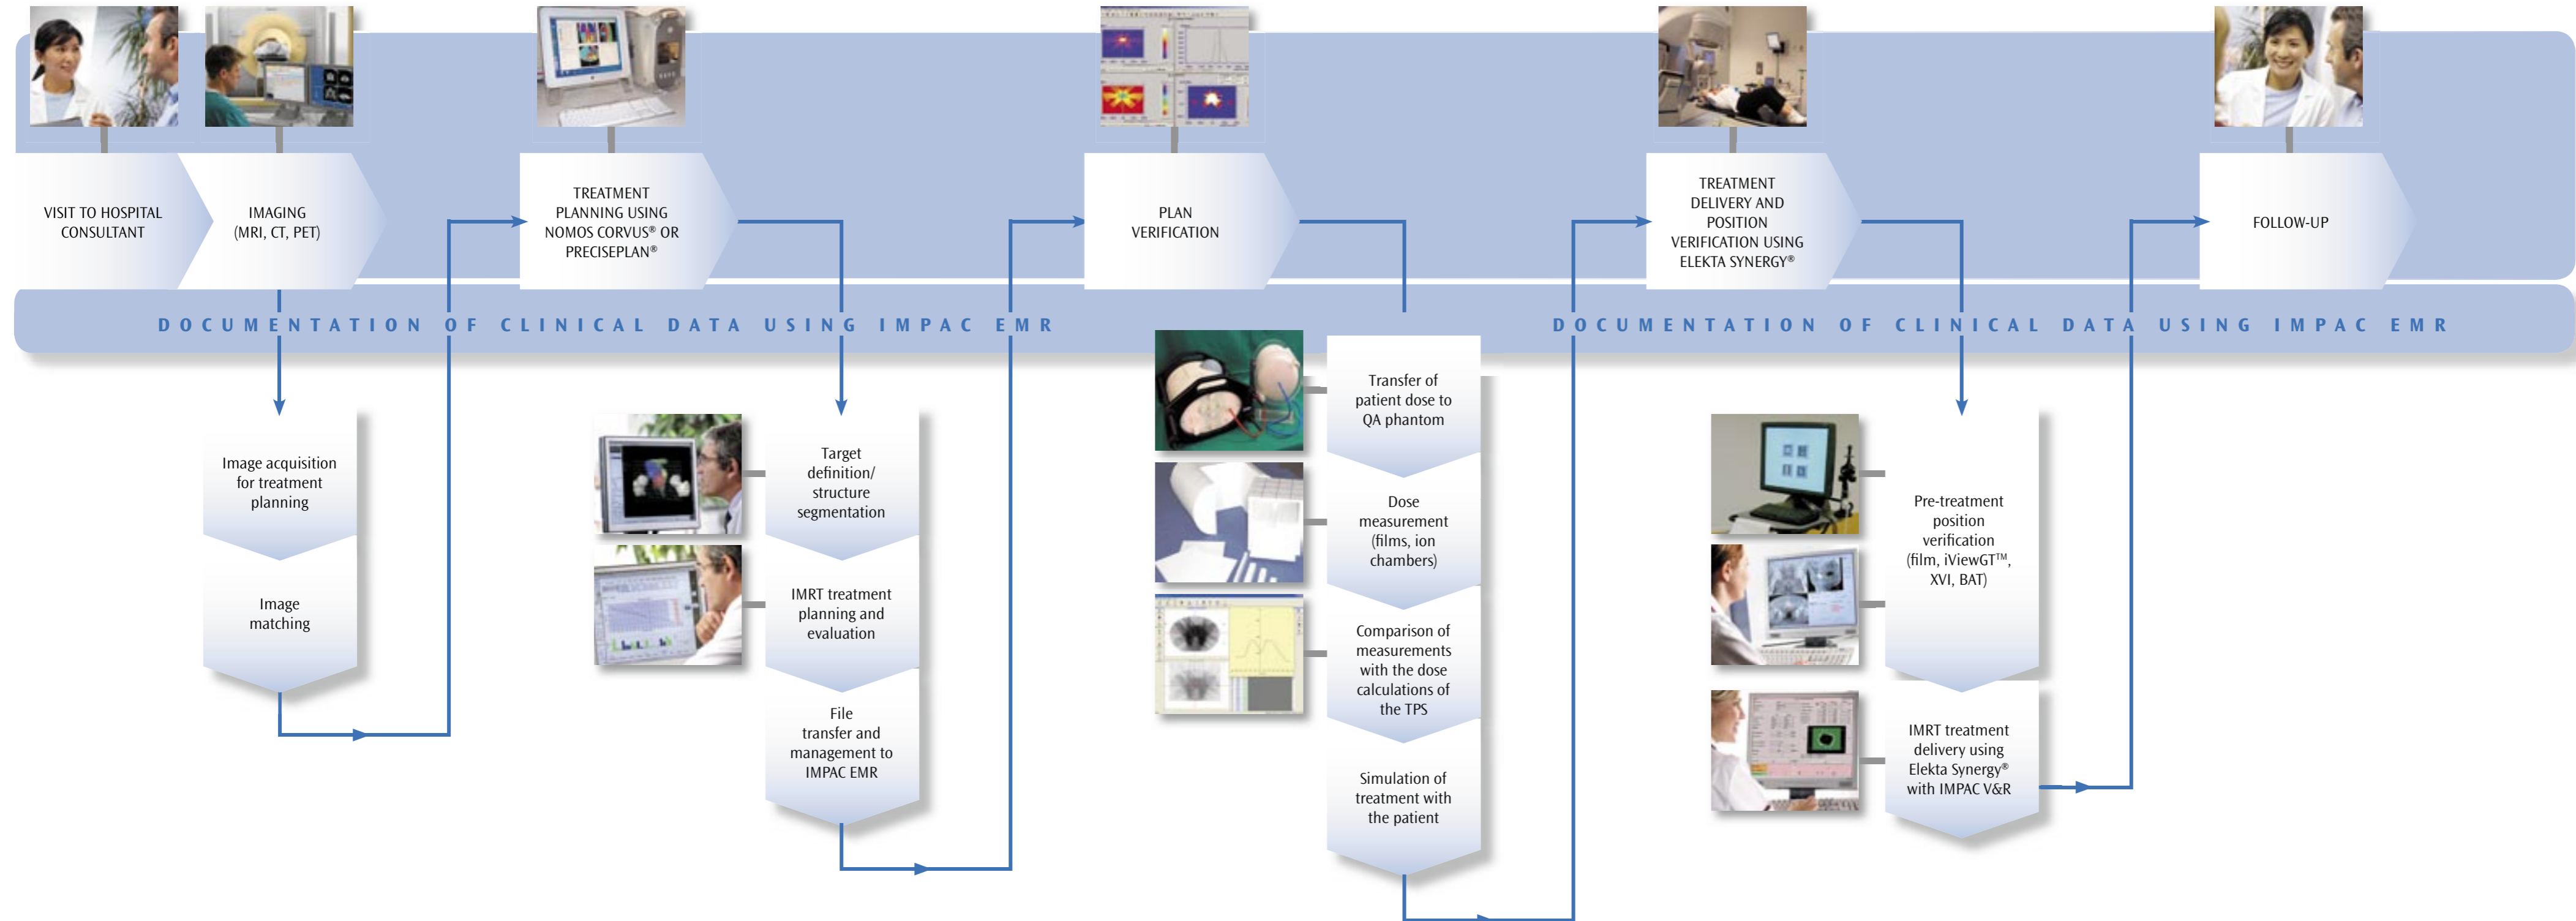 VISIT TO HOSPITAL
CONSULTANT
IMAGING
(MRI, CT, PET)
TREATMENT
PLANNING USING
NOMOS CORVUS® OR
PRECISEPLAN®
PLAN
VERIFICATION
TREATMENT
DELIVERY AND
POSITION
VERIFICATION USING
ELEKTA SYNERGY®
FOLLOW-UP
DOCUMENTATION OF CLINICAL DATA USING IMPAC EMR
DOCUMENTATION OF CLINICAL DATA USING IMPAC EMR
Image acquisition
for treatment
planning
Image
matching
Target
definition/
structure
segmentation
IMRT treatment
planning and
evaluation
File
transfer and
management to
IMPAC EMR
Transfer of
patient dose to
QA phantom
Dose
measurement
(films, ion
chambers)
Comparison of
measurements
with the dose
calculations of
the TPS
Simulation of
treatment with
the patient
Pre-treatment
position
verification
(film, iViewGT™,
XVI, BAT)
IMRT treatment
delivery using
Elekta Synergy®
with IMPAC V&R